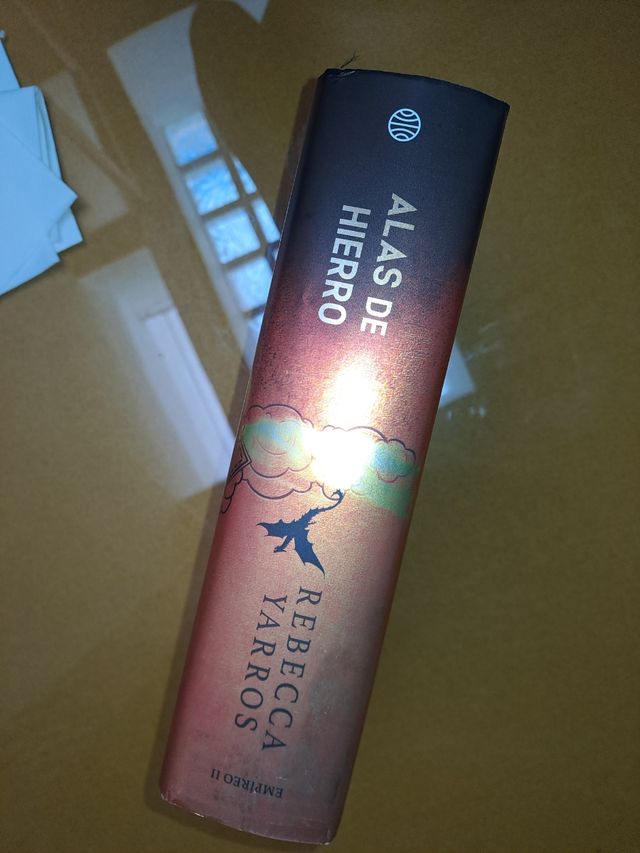 ALAS DE
HIERRO
REBECCA
YARROS
EMPÍREO II